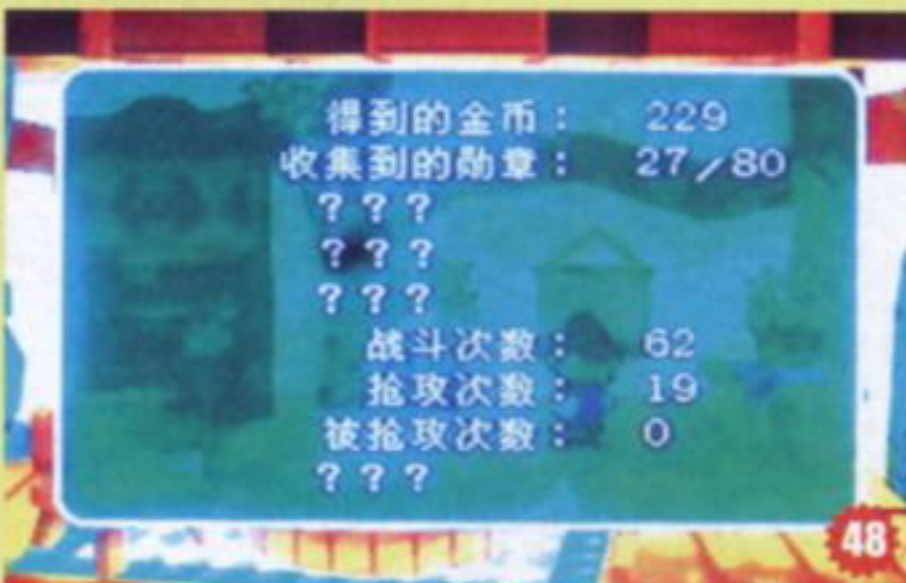 得到的金币： 229
收集到的勋章： 27/80
？？？
？？？
？？？
战斗次数： 62
抢攻次数： 19
被抢攻次数： 0
？？？
48